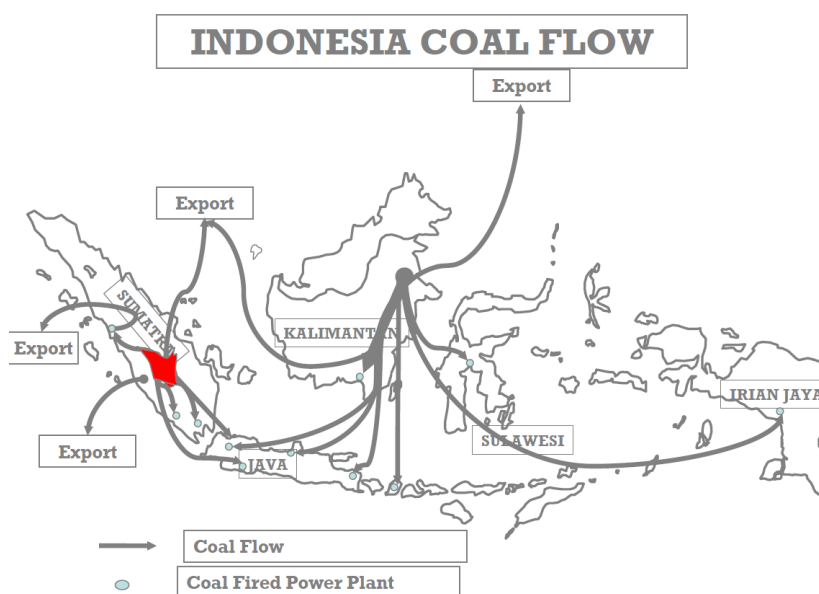 INDONESIA COAL FLOW
Export
Export
SUMATRA
KALIMANTAN
Export
IRIAN JAYA
SULAWESI
Export
JAVA
Coal Flow
Coal Fired Power Plant